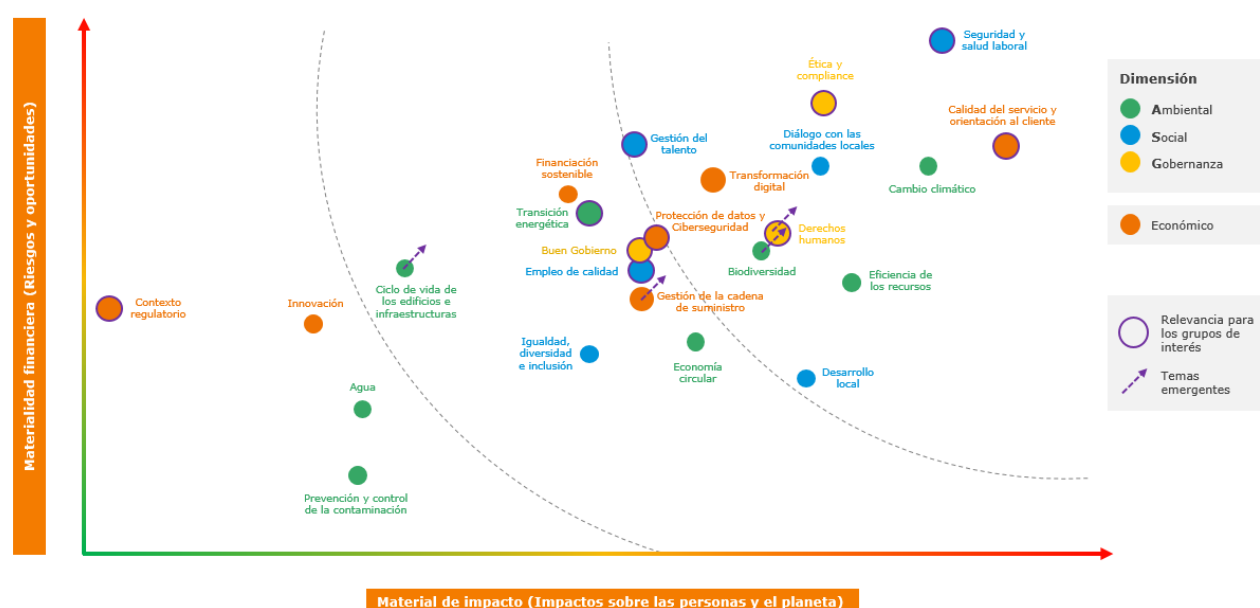 Materialidad financiera (Riesgos y oportunidades)
Seguridad y
salud laboral
Ética y
compliance
Calidad del servicio y
orientación al cliente
Gestión del
talento
Diálogo con las
comunidades locales
Financiación
sostenible
Transformación
digital
Cambio climático
Transición
energética
Protección de datos y
Ciberseguridad
Derechos
humanos
Buen Gobierno
Empleo de calidad
Biodiversidad
Eficiencia de
los recursos
Ciclo de vida de
los edificios e
infraestructuras
Gestión de la cadena
de suministro
Contexto
regulatorio
Innovación
Igualdad,
diversidad
e inclusión
Economía
circular
Desarrollo
local
Agua
Prevención y control
de la contaminación
Material de impacto (Impactos sobre las personas y el planeta)
Dimensión
Ambiental
Social
Gobernanza
Económico
Relevancia para
los grupos de
interés
Temas
emergentes